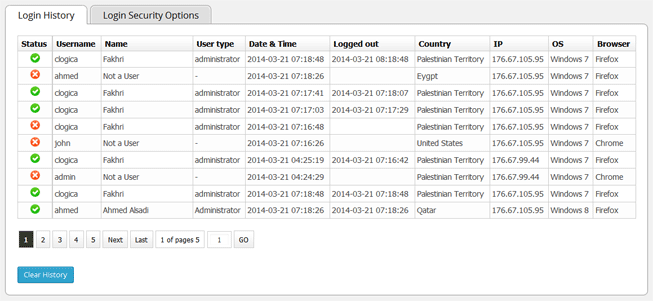 Login History Login Security Options
Status Username Name User type Date & Time Logged out Country IP OS Browser
clogica Fakhri administrator 2014-03-21 07:18:48 2014-03-21 08:18:48 Palestinian Territory 176.67.105.95 Windows 7 Firefox
ahmed Not a User - 2014-03-21 07:18:26 Eygpt 176.67.105.95 Windows 7 Firefox
clogica Fakhri administrator 2014-03-21 07:17:41 2014-03-21 07:18:07 Palestinian Territory 176.67.105.95 Windows 7 Firefox
clogica Fakhri administrator 2014-03-21 07:17:03 2014-03-21 07:17:29 Palestinian Territory 176.67.105.95 Windows 7 Firefox
clogica Fakhri administrator 2014-03-21 07:16:48 Palestinian Territory 176.67.105.95 Windows 7 Firefox
john Not a User - 2014-03-21 07:16:26 United States 176.67.105.95 Windows 7 Chrome
clogica Fakhri administrator 2014-03-21 04:25:19 2014-03-21 07:16:42 Palestinian Territory 176.67.99.44 Windows 7 Firefox
admin Not a User - 2014-03-21 04:24:29 Palestinian Territory 176.67.99.44 Windows 7 Chrome
clogica Fakhri administrator 2014-03-21 07:18:48 2014-03-21 07:18:48 Palestinian Territory 176.67.105.95 Windows 7 Firefox
ahmed Ahmed Alsadi Administrator 2014-03-21 07:18:26 2014-03-21 07:18:26 Qatar 176.67.105.95 Windows 8 Firefox
1 2 3 4 5 Next Last 1 of pages 5 1 GO
Clear History